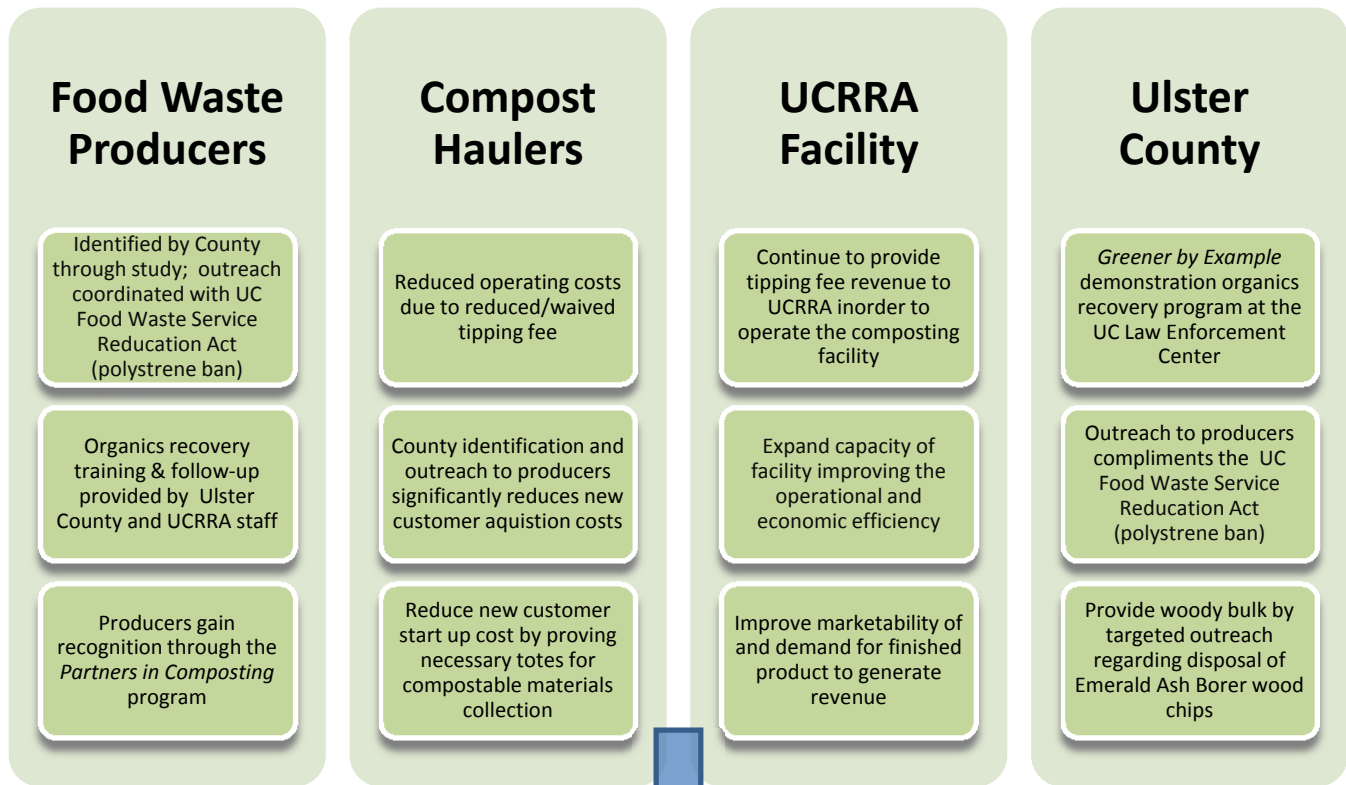 Food Waste
Producers
Identified by County
through study; outreach
coordinated with UC
Food Waste Service
Reducation Act
(polystrene ban)
Organics recovery
training & follow-up
provided by Ulster
County and UCRRA staff
Producers gain
recognition through the
Partners in Composting
program
Compost
Haulers
Reduced operating costs
due to reduced/waived
tipping fee
County identification and
outreach to producers
significantly reduces new
customer aquistion costs
Reduce new customer
start up cost by proving
necessary totes for
compostable materials
collection
UCRRA
Facility
Continue to provide
tipping fee revenue to
UCRRA inorder to
operate the composting
facility
Expand capacity of
facility improving the
operational and
economic efficiency
Improve marketability of
and demand for finished
product to generate
revenue
Ulster
County
Greener by Example
demonstration organics
recovery program at the
UC Law Enforcement
Center
Outreach to producers
compliments the UC
Food Waste Service
Reducation Act
(polystrene ban)
Provide woody bulk by
targeted outreach
regarding disposal of
Emerald Ash Borer wood
chips